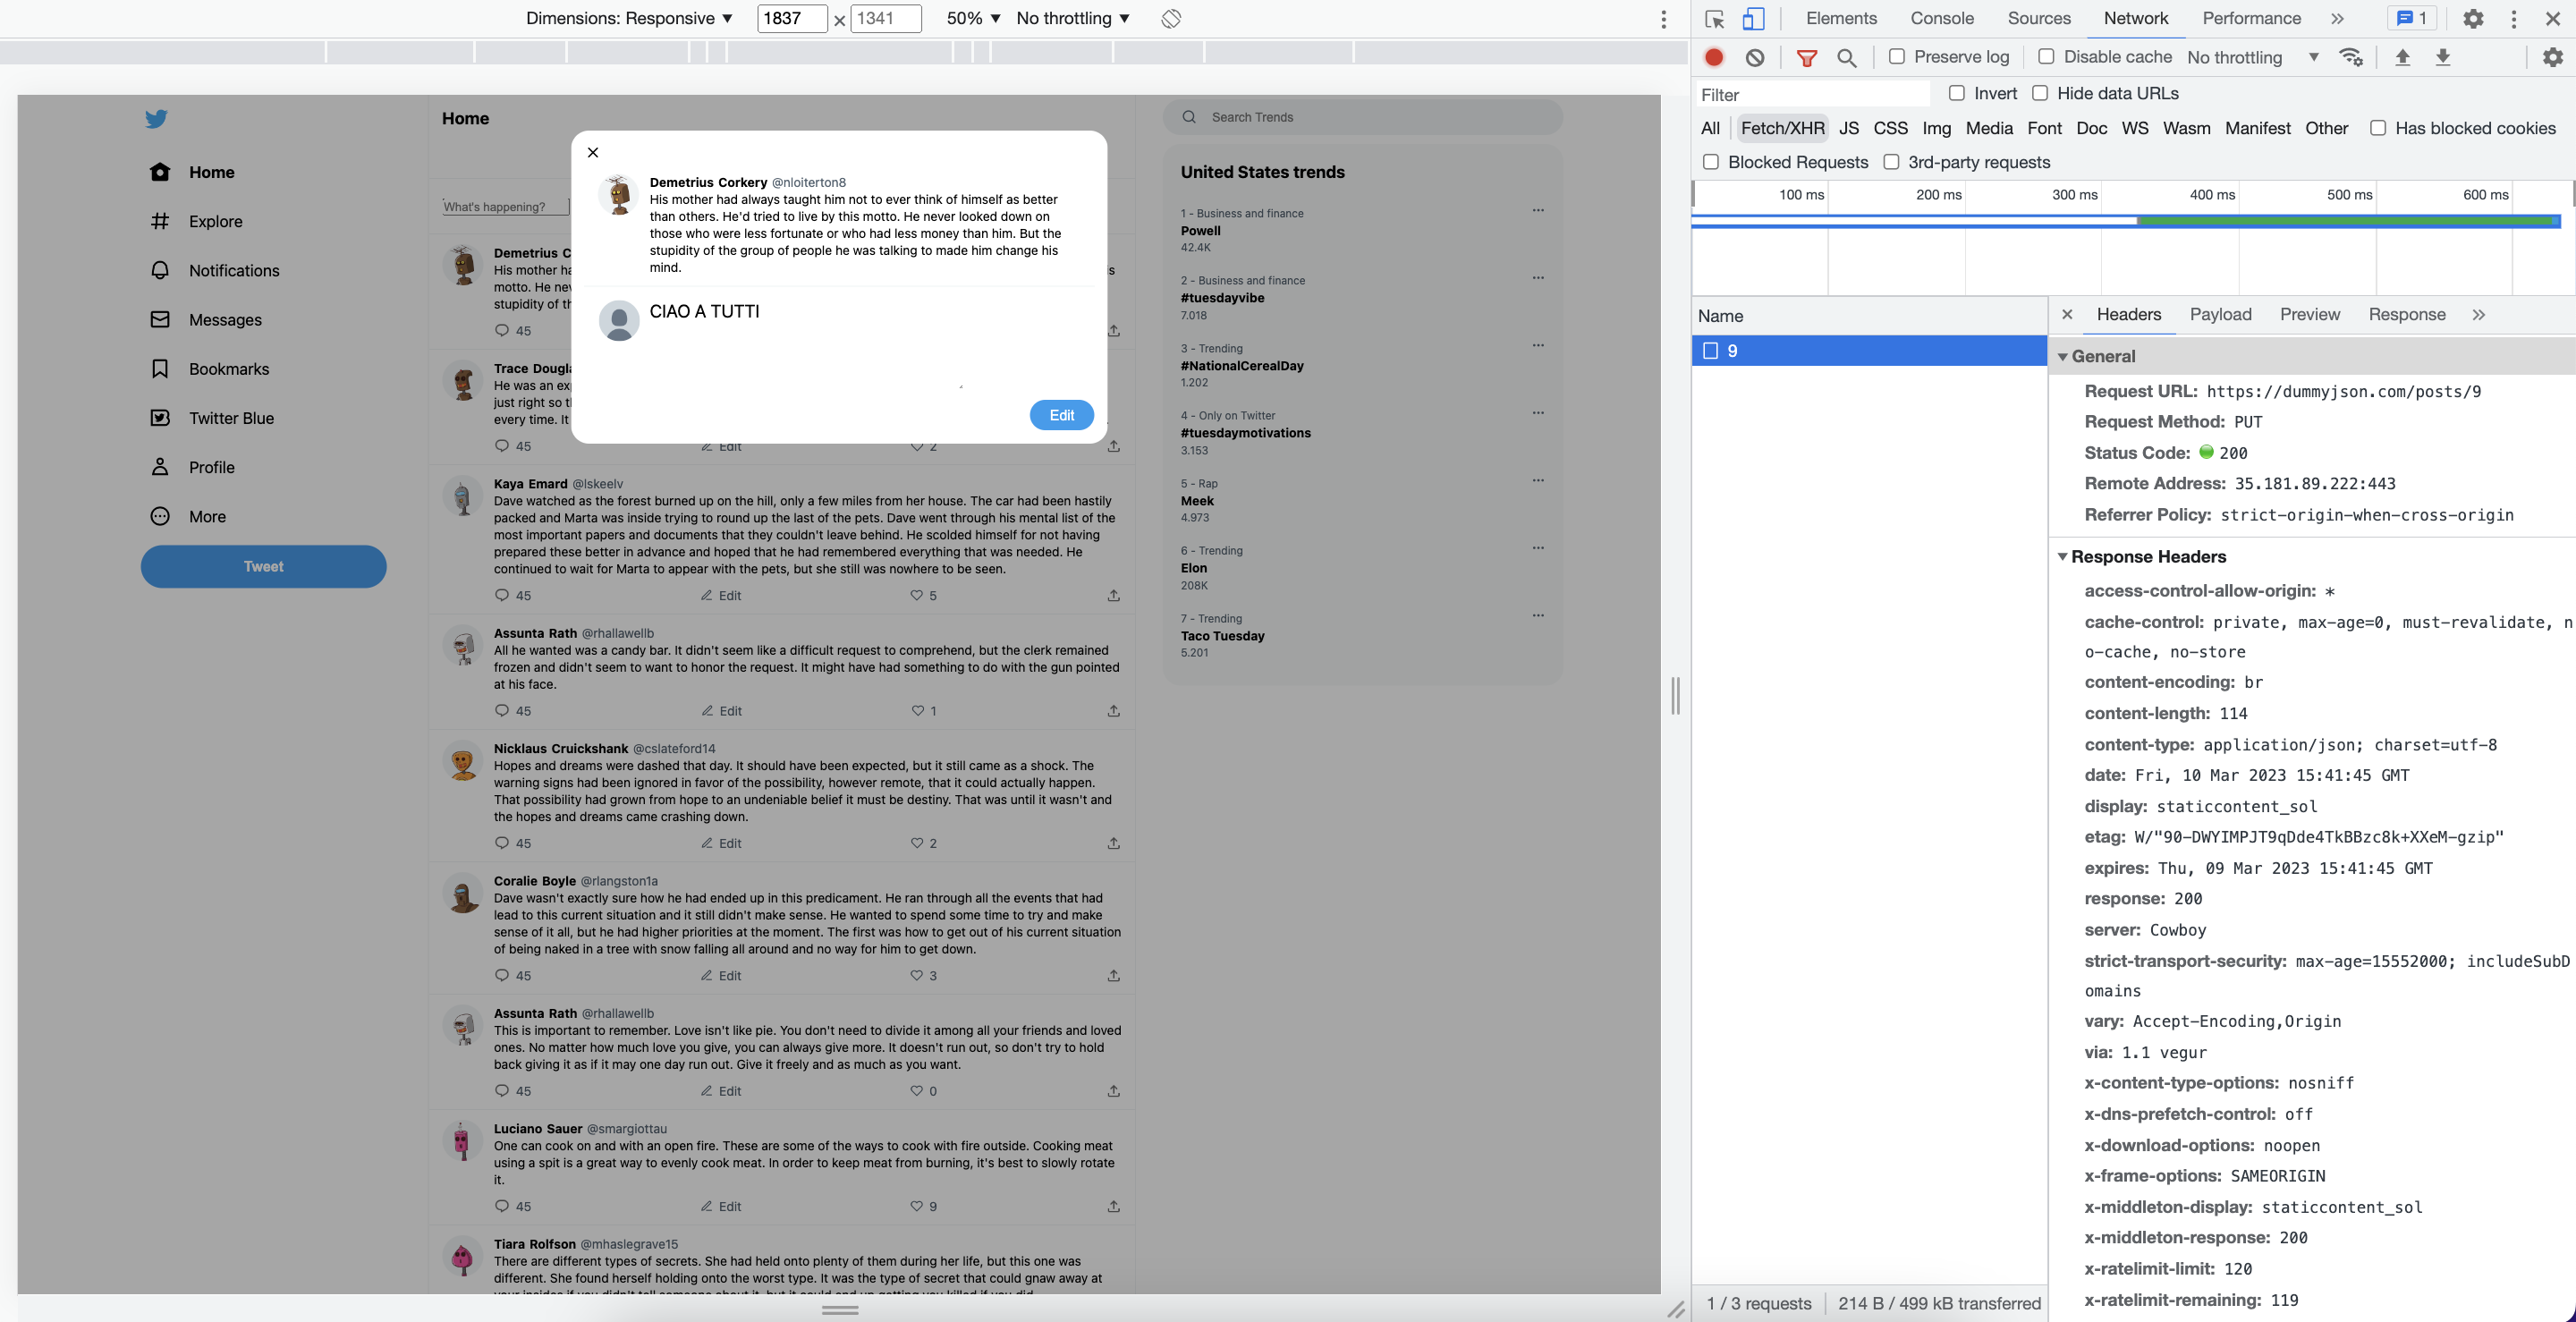 Dimensions: Responsive ▼ 1837 × 1341 50% ▼ No throttling ▼
Home
Explore
Notifications
Messages
Bookmarks
Twitter Blue
Profile
More
Tweet
Home
What's happening?
Demetrius C
His mother ha
motto. He nev
stupidity of th
45
Trace Dougla
He was an ex
just right so t
every time. It
45 Edit 2
Kaya Emard @lskeelv
Dave watched as the forest burned up on the hill, only a few miles from her house. The car had been hastily
packed and Marta was inside trying to round up the last of the pets. Dave went through his mental list of the
most important papers and documents that they couldn't leave behind. He scolded himself for not having
prepared these better in advance and hoped that he had remembered everything that was needed. He
continued to wait for Marta to appear with the pets, but she still was nowhere to be seen.
45 Edit 5
Assunta Rath @rhallawellb
All he wanted was a candy bar. It didn't seem like a difficult request to comprehend, but the clerk remained
frozen and didn't seem to want to honor the request. It might have had something to do with the gun pointed
at his face.
45 Edit 1
Nicklaus Cruickshank @cslateford14
Hopes and dreams were dashed that day. It should have been expected, but it still came as a shock. The
warning signs had been ignored in favor of the possibility, however remote, that it could actually happen.
That possibility had grown from hope to an undeniable belief it must be destiny. That was until it wasn't and
the hopes and dreams came crashing down.
45 Edit 2
Coralie Boyle @rlangston1a
Dave wasn't exactly sure how he had ended up in this predicament. He ran through all the events that had
lead to this current situation and it still didn't make sense. He wanted to spend some time to try and make
sense of it all, but he had higher priorities at the moment. The first was how to get out of his current situation
of being naked in a tree with snow falling all around and no way for him to get down.
45 Edit 3
Assunta Rath @rhallawellb
This is important to remember. Love isn't like pie. You don't need to divide it among all your friends and loved
ones. No matter how much love you give, you can always give more. It doesn't run out, so don't try to hold
back giving it as if it may one day run out. Give it freely and as much as you want.
45 Edit 0
Luciano Sauer @smargiottau
One can cook on and with an open fire. These are some of the ways to cook with fire outside. Cooking meat
using a spit is a great way to evenly cook meat. In order to keep meat from burning, it's best to slowly rotate
it.
45 Edit 9
Tiara Rolfson @mhaslegrave15
There are different types of secrets. She had held onto plenty of them during her life, but this one was
different. She found herself holding onto the worst type. It was the type of secret that could gnaw away at
Demetrius Corkery @nloiterton8
His mother had always taught him not to ever think of himself as better
than others. He'd tried to live by this motto. He never looked down on
those who were less fortunate or who had less money than him. But the
stupidity of the group of people he was talking to made him change his
mind.
CIAO A TUTTI
Edit
Search Trends
United States trends
1 - Business and finance
Powell
42.4K
2 - Business and finance
#tuesdayvibe
7.018
3 - Trending
#NationalCerealDay
1.202
4 - Only on Twitter
#tuesdaymotivations
3.153
5 - Rap
Meek
4.973
6 - Trending
Elon
208K
7 - Trending
Taco Tuesday
5.201
Elements Console Sources Network Performance 1
Preserve log Disable cache No throttling
Filter Invert Hide data URLs
All Fetch/XHR JS CSS Img Media Font Doc WS Wasm Manifest Other Has blocked cookies
Blocked Requests 3rd-party requests
100 ms 200 ms 300 ms 400 ms 500 ms 600 ms
Name
9
Headers Payload Preview Response
General
Request URL: https://dummyjson.com/posts/9
Request Method: PUT
Status Code: 200
Remote Address: 35.181.89.222:443
Referrer Policy: strict-origin-when-cross-origin
Response Headers
access-control-allow-origin: *
cache-control: private, max-age=0, must-revalidate, n
o-cache, no-store
content-encoding: br
content-length: 114
content-type: application/json; charset=utf-8
date: Fri, 10 Mar 2023 15:41:45 GMT
display: staticcontent_sol
etag: W/"90-DWYIMPJT9qDde4TkBBzc8k+XXeM-gzip"
expires: Thu, 09 Mar 2023 15:41:45 GMT
response: 200
server: Cowboy
strict-transport-security: max-age=15552000; includeSubD
omains
vary: Accept-Encoding,Origin
via: 1.1 vegur
x-content-type-options: nosniff
x-dns-prefetch-control: off
x-download-options: noopen
x-frame-options: SAMEORIGIN
x-middleton-display: staticcontent_sol
x-middleton-response: 200
x-ratelimit-limit: 120
x-ratelimit-remaining: 119
1 / 3 requests 214 B / 499 kB transferred